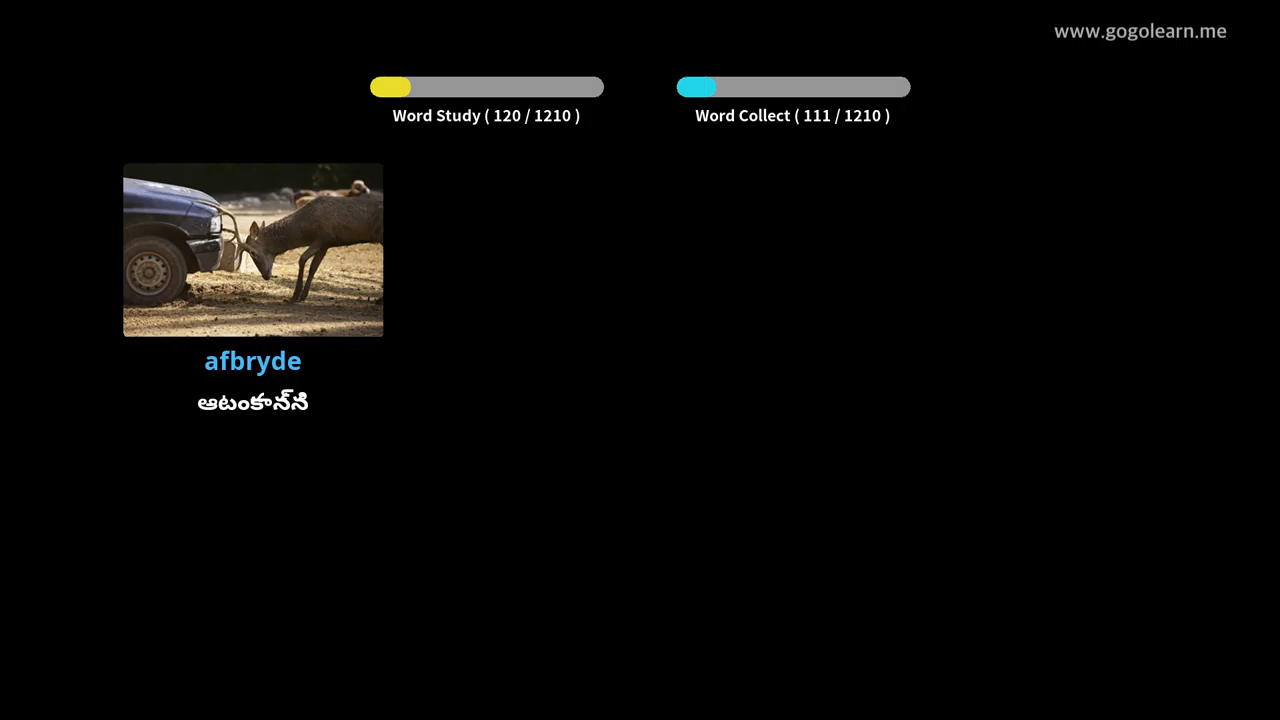 www.gogolearn.me
Word Study ( 120 / 1210 )
Word Collect ( 111 / 1210 )
afbryde
ఆటంకాన్ని